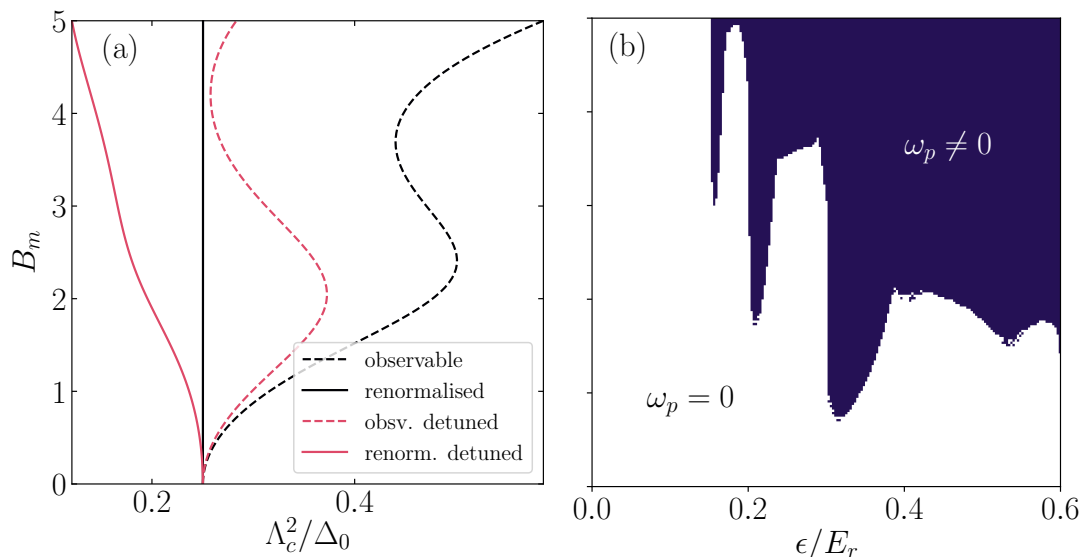 (a)
5
4
3
2
1
0
B_m
0.2
0.4
Λ_c^2/Δ_0
observable
renormalised
obsv. detuned
renorm. detuned
(b)
ω_p ≠ 0
ω_p = 0
0.0
0.2
0.4
0.6
ϵ/E_r